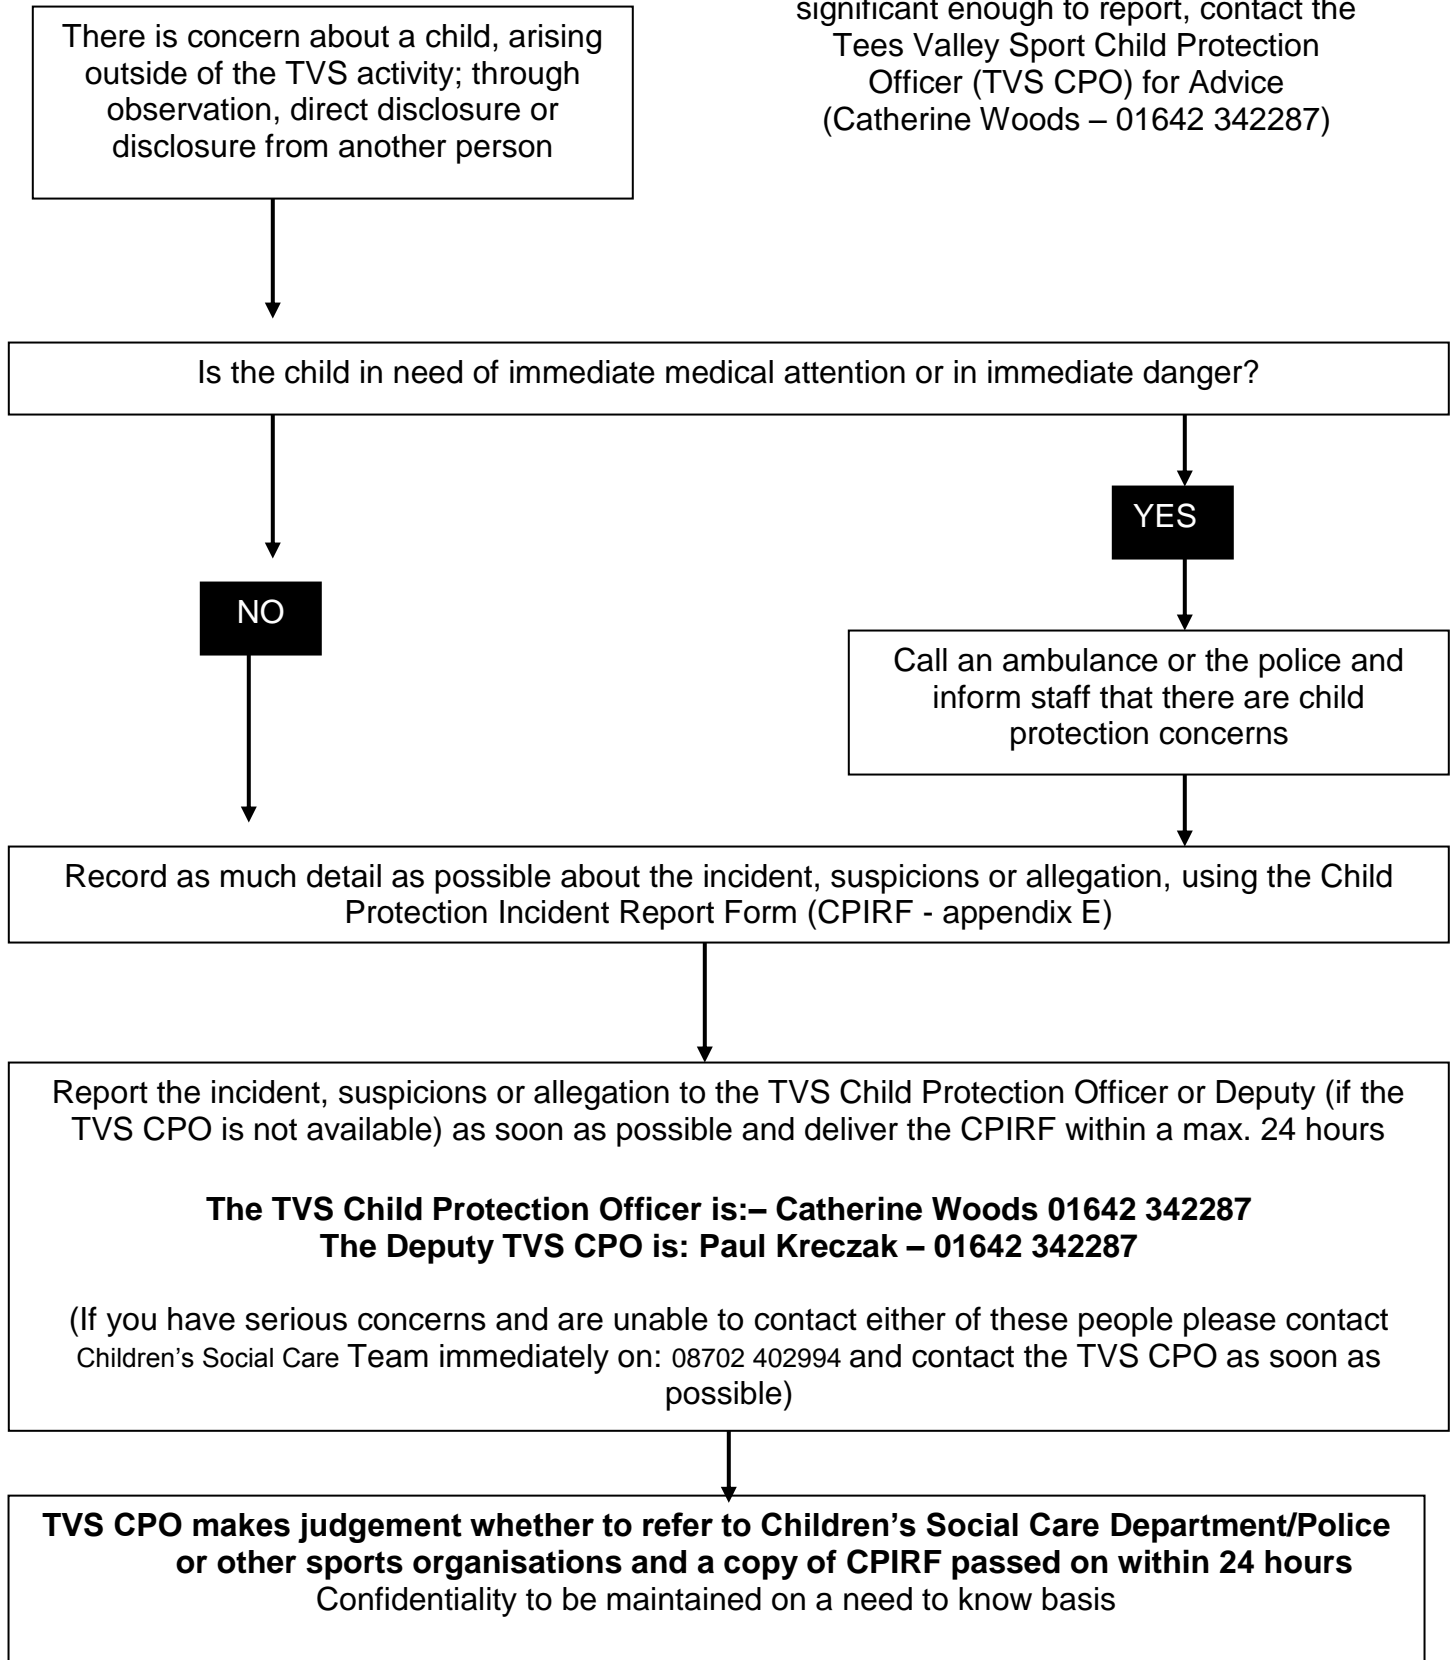 There is concern about a child, arising
outside of the TVS activity; through
observation, direct disclosure or
disclosure from another person
significant enough to report, contact the
Tees Valley Sport Child Protection
Officer (TVS CPO) for Advice
(Catherine Woods – 01642 342287)
Is the child in need of immediate medical attention or in immediate danger?
YES
NO
Call an ambulance or the police and
inform staff that there are child
protection concerns
Record as much detail as possible about the incident, suspicions or allegation, using the Child
Protection Incident Report Form (CPIRF - appendix E)
Report the incident, suspicions or allegation to the TVS Child Protection Officer or Deputy (if the
TVS CPO is not available) as soon as possible and deliver the CPIRF within a max. 24 hours
The TVS Child Protection Officer is:– Catherine Woods 01642 342287
The Deputy TVS CPO is: Paul Kreczak – 01642 342287
(If you have serious concerns and are unable to contact either of these people please contact
Children's Social Care Team immediately on: 08702 402994 and contact the TVS CPO as soon as
possible)
TVS CPO makes judgement whether to refer to Children's Social Care Department/Police
or other sports organisations and a copy of CPIRF passed on within 24 hours
Confidentiality to be maintained on a need to know basis